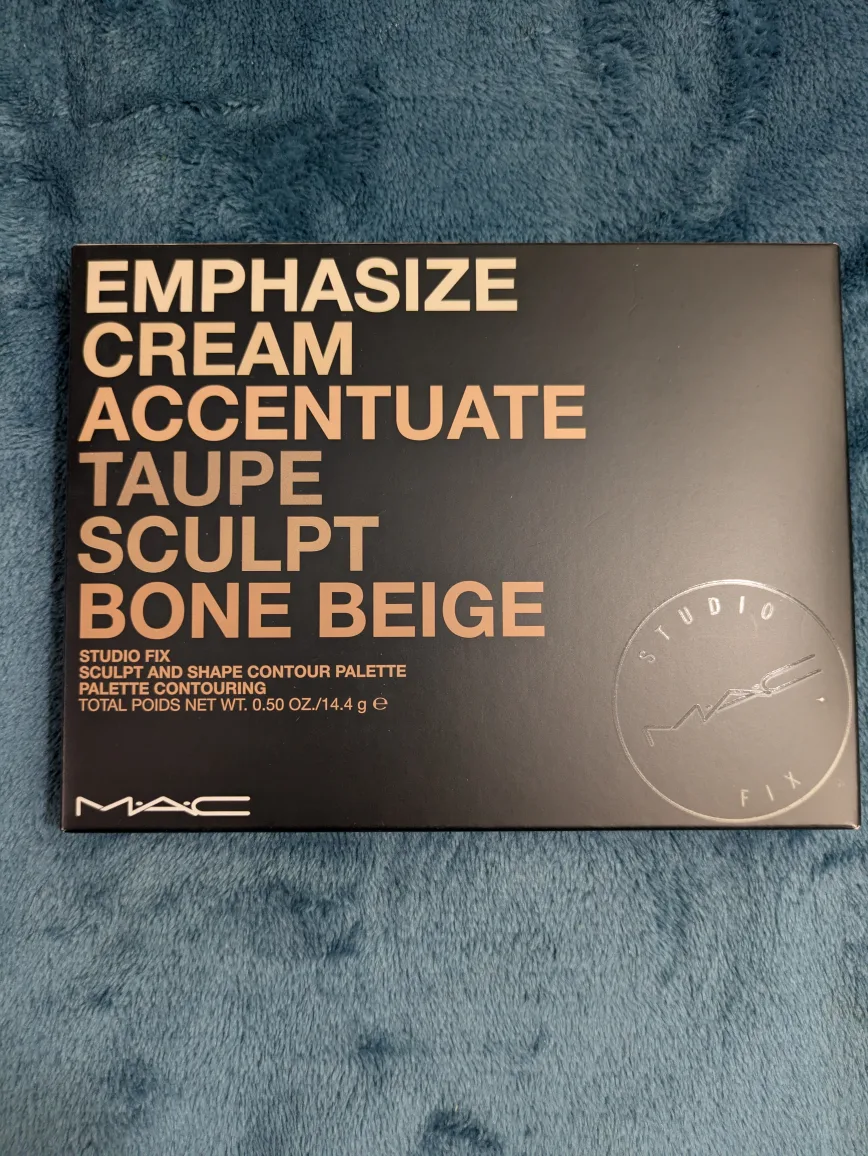 EMPHASIZE
CREAM
ACCENTUATE
TAUPE
SCULPT
BONE BEIGE
STUDIO FIX
SCULPT AND SHAPE CONTOUR PALETTE
PALETTE CONTOURING
TOTAL POIDS NET WT. 0.50 OZ./14.4 g ℮
STUDIO
M·A·C
FIX
M·A·C